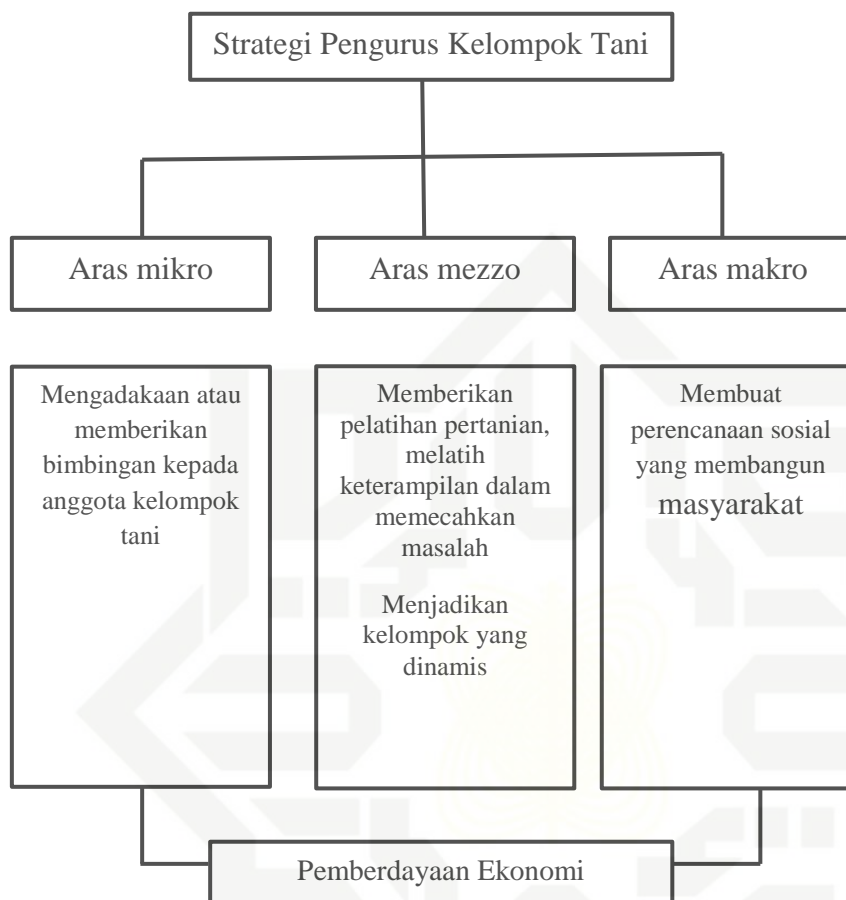 Strategi Pengurus Kelompok Tani
Aras mikro
Aras mezzo
Aras makro
Mengadakaan atau
memberikan
bimbingan kepada
anggota kelompok
tani
Memberikan
pelatihan pertanian,
melatih
keterampilan dalam
memecahkan
masalah
Menjadikan
kelompok yang
dinamis
Membuat
perencanaan sosial
yang membangun
masyarakat
Pemberdayaan Ekonomi